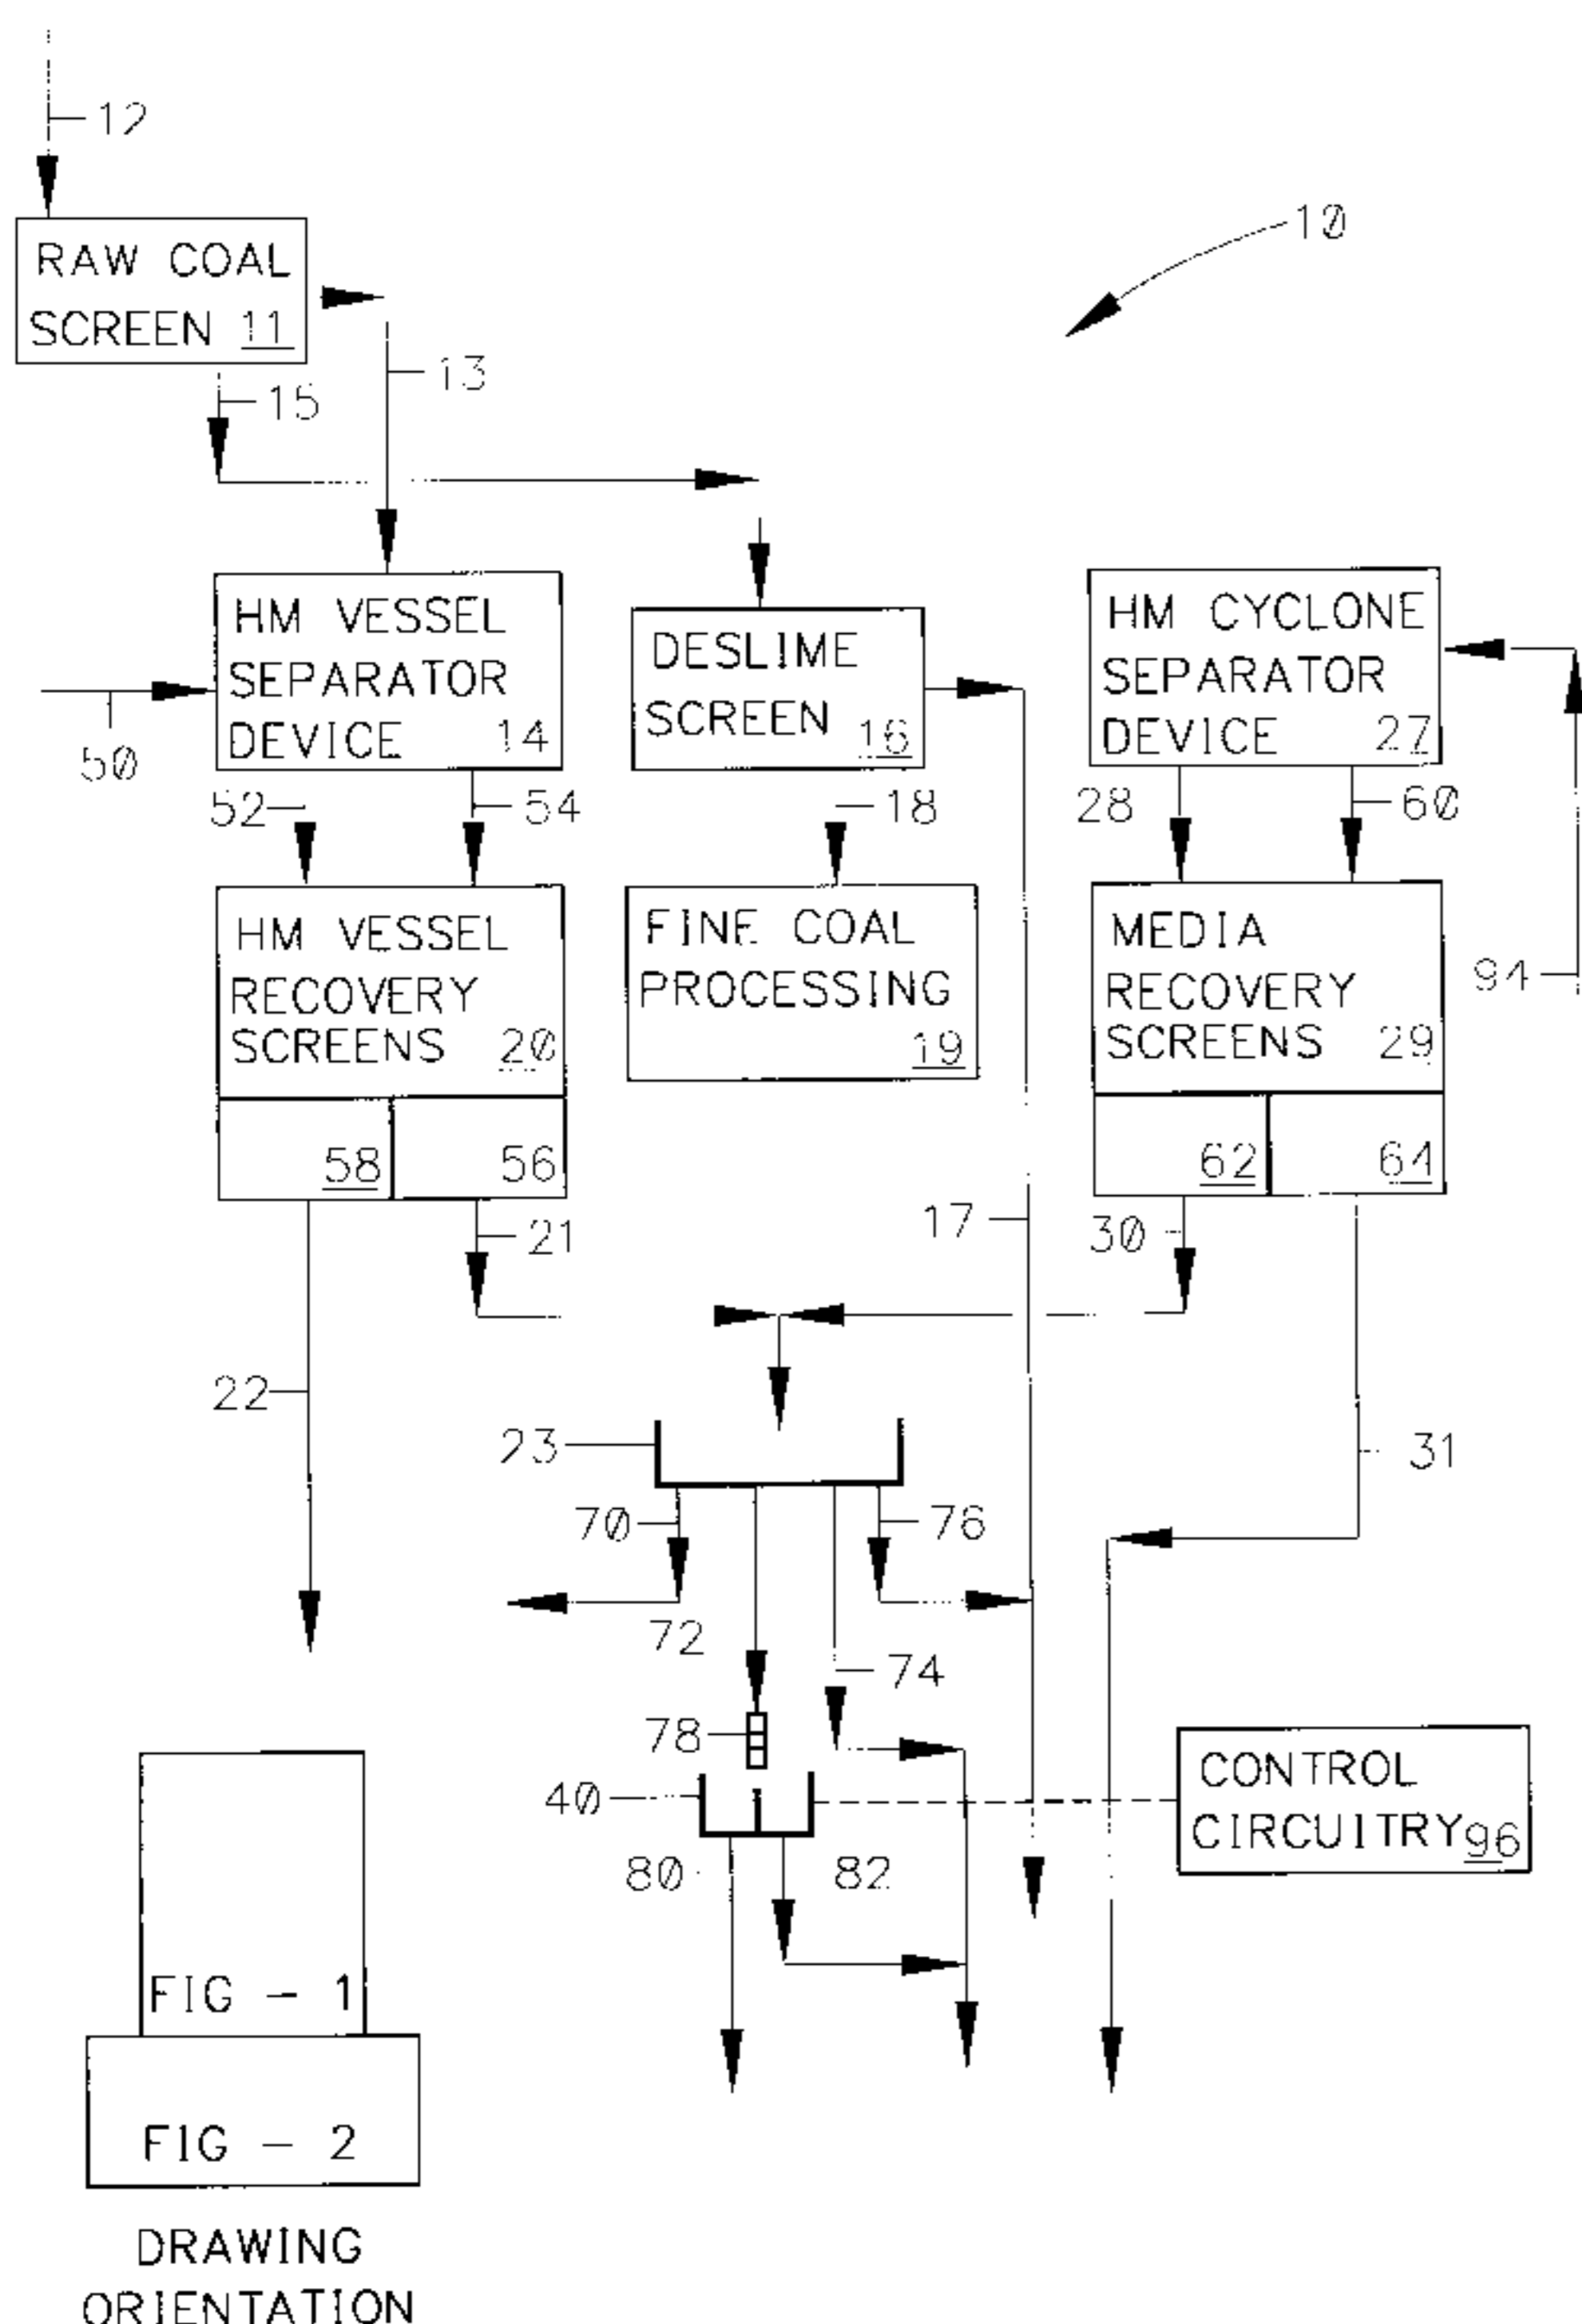 12
10
RAW COAL
SCREEN 11
13
15
HM VESSEL
SEPARATOR
DEVICE 14
50
DESLIME
SCREEN 16
HM CYCLONE
SEPARATOR
DEVICE 27
52
54
18
28
60
HM VESSEL
RECOVERY
SCREENS 20
58 56
FINE COAL
PROCESSING
19
MEDIA
RECOVERY
SCREENS 29
62 64
94
21
17
30
22
23
31
70
76
72
74
78
40
CONTROL
CIRCUITRY 96
80
82
FIG - 1
FIG - 2
DRAWING
ORIENTATION